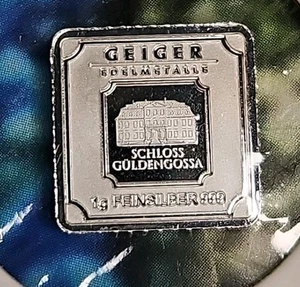 GEIGER
EDELMETALLE
SCHLOSS
GÜLDENGOSSA
1g FEINSILBER 999